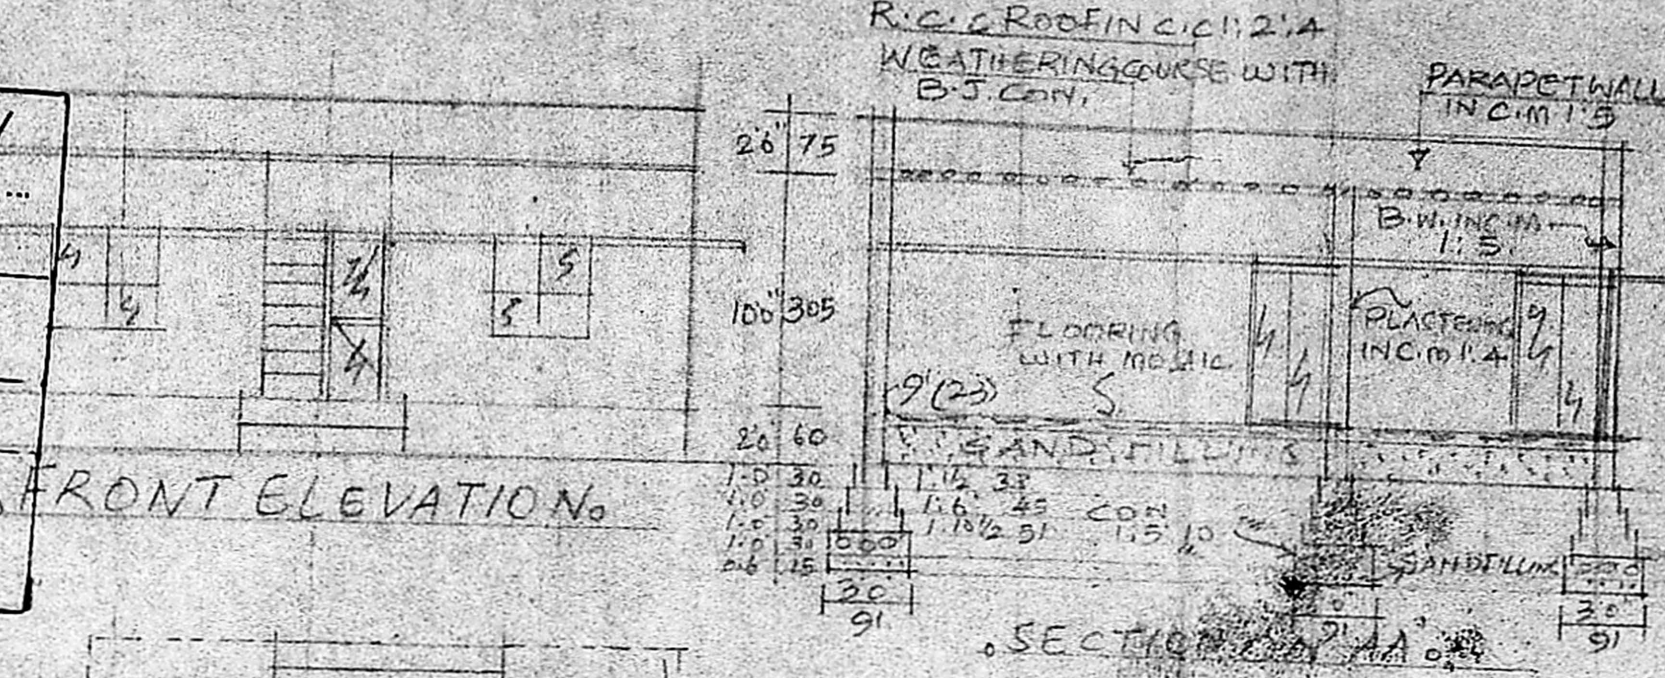 R.C.C ROOF IN C.C 1:2:4
WEATHERING COURSE WITH
B.J. CON.
PARAPET WALL
IN C.M 1:5
2'6" 75
B.W. IN C.M
1:5
10'0" 305
FLOORING
WITH MOSAIC
PLASTERING
IN C.M 1:4
9"(23)
2'0 60
SAND FILLING
FRONT ELEVATION.
1:0 30
1:0 30
1:0 30
1:0 30
0:6 15
1:1½ 33
1:6 45
1:10½ 51
CON
1:5:10
SAND FILLING
3'0"
91
3'0"
91
.SECTION ON AA